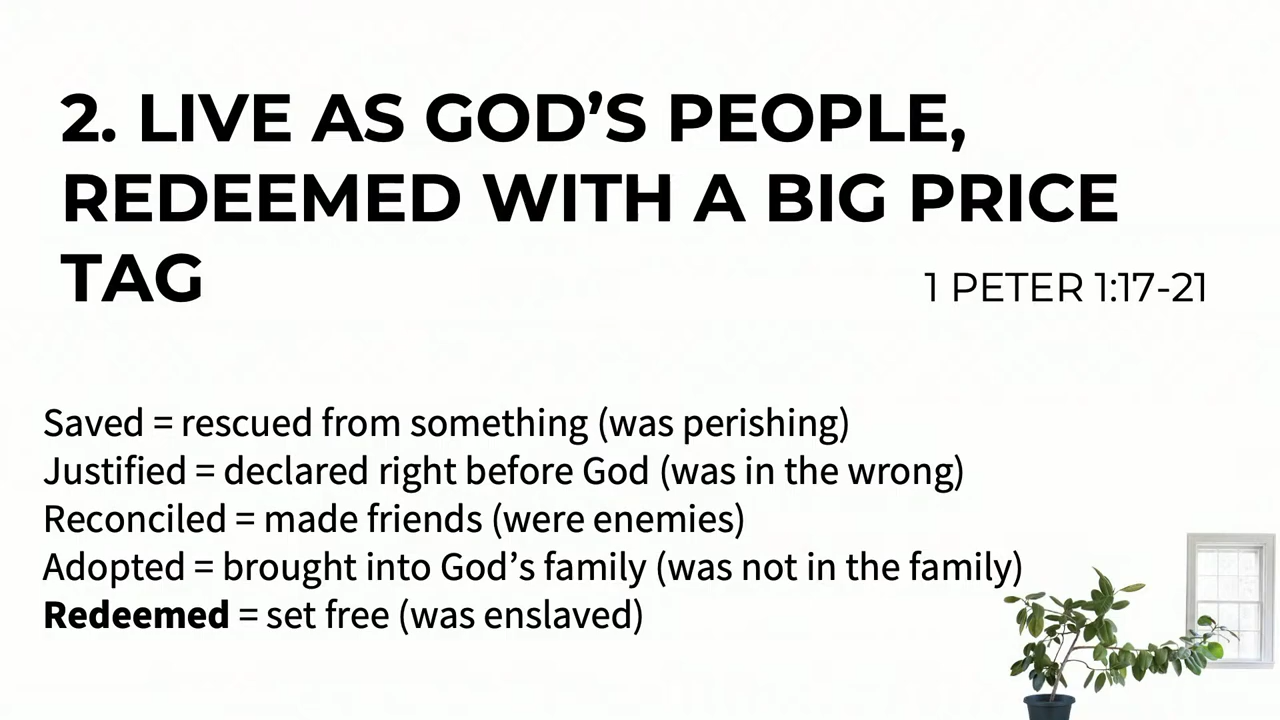 2. LIVE AS GOD’S PEOPLE,
REDEEMED WITH A BIG PRICE
TAG
1 PETER 1:17-21
Saved = rescued from something (was perishing)
Justified = declared right before God (was in the wrong)
Reconciled = made friends (were enemies)
Adopted = brought into God’s family (was not in the family)
Redeemed = set free (was enslaved)